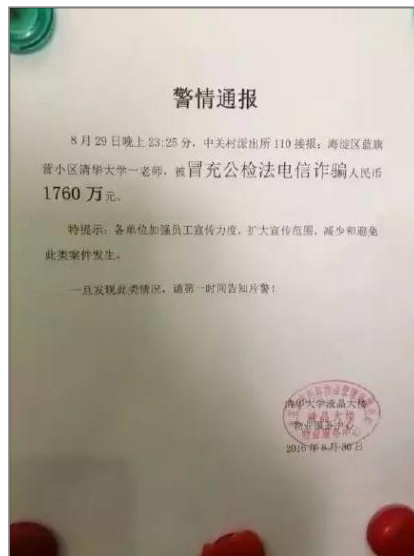 警情通报
8月29日晚上23:25分，中关村派出所110接报：海淀区蓝旗
营小区清华大学一老师，被冒充公检法电信诈骗人民币
1760万元。
特提示：各单位加强员工宣传力度，扩大宣传范围，减少和避免
此类案件发生。
一旦发现此类情况，请第一时间告知片警！
清华大学液晶大楼
物业服务中心
2016年8月30日